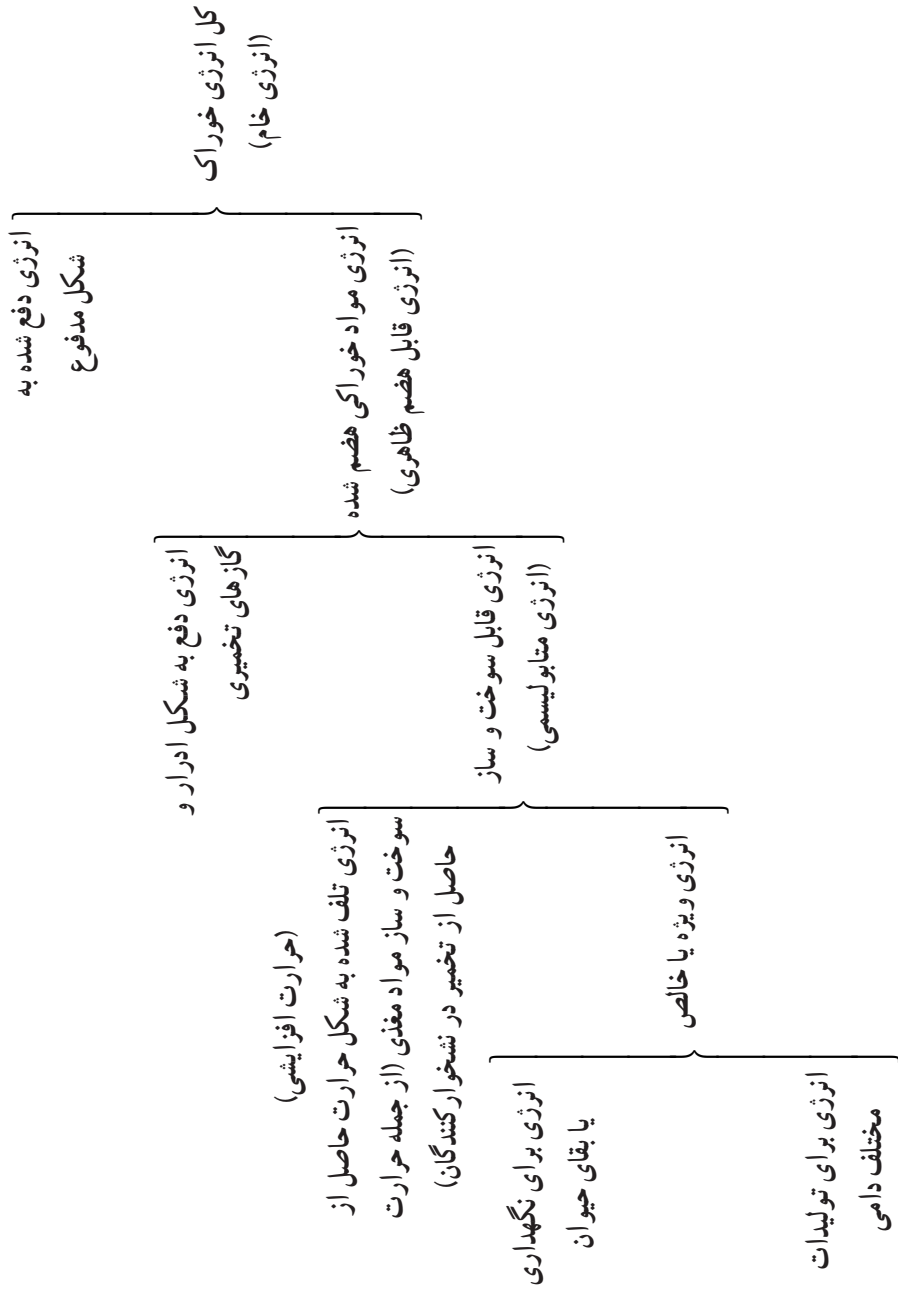 کل انرژی خوراک
(انرژی خام)
انرژی دفع شده به
شکل مدفوع
انرژی مواد خوراکی هضم شده
(انرژی قابل هضم ظاهری)
انرژی دفع به شکل ادرار و
گازهای تخمیری
انرژی قابل سوخت و ساز
(انرژی متابولیسمی)
(حرارت افزایشی)
انرژی تلف شده به شکل حرارت حاصل از
سوخت و ساز مواد مغذی (از جمله حرارت
حاصل از تخمیر در نشخوارکنندگان)
انرژی ویژه یا خالص
انرژی برای نگهداری
یا بقای حیوان
انرژی برای تولیدات
مختلف دامی